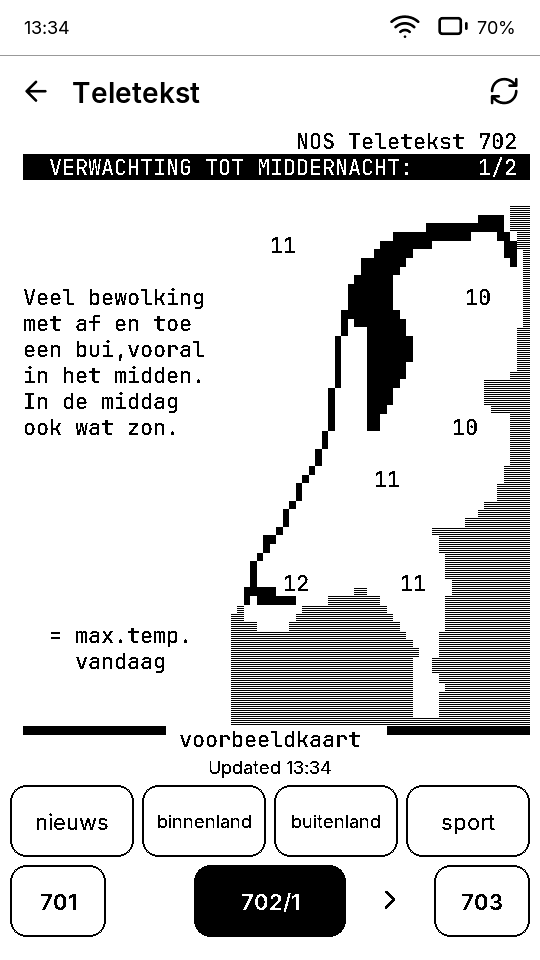 13:34 70%
Teletekst
NOS Teletekst 702
VERWACHTING TOT MIDDERNACHT: 1/2
11
Veel bewolking 10
met af en toe
een bui,vooral
in het midden.
In de middag
ook wat zon. 10
11
12 11
= max.temp.
vandaag
voorbeeldkaart
Updated 13:34
nieuws binnenland buitenland sport
701 702/1 > 703